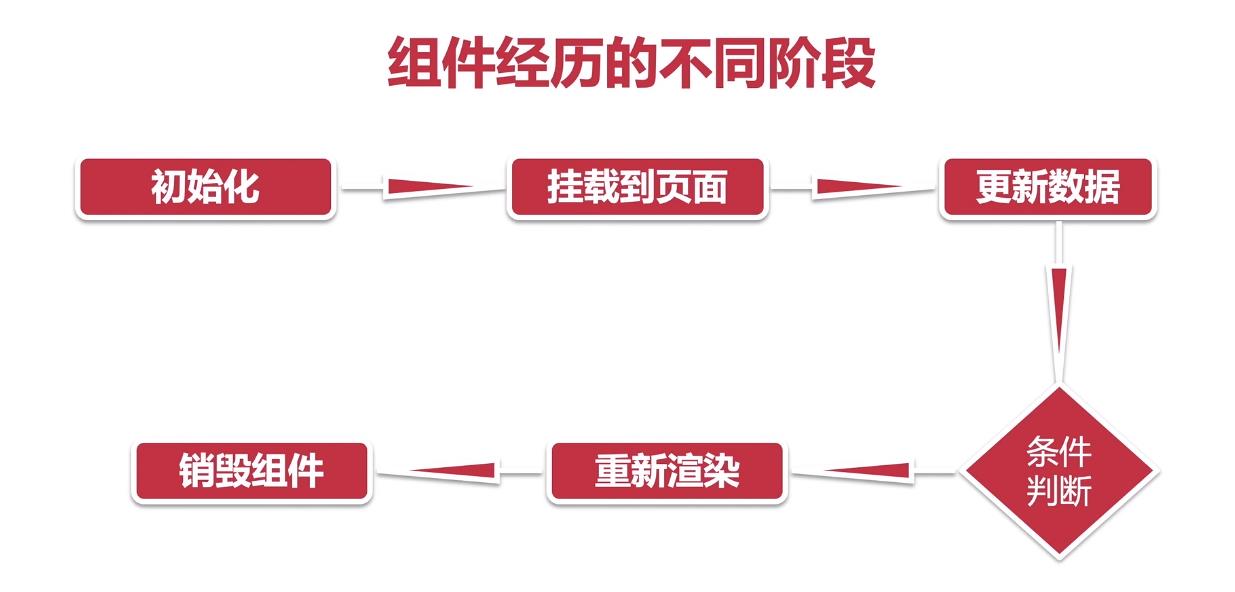 组件经历的不同阶段
初始化
挂载到页面
更新数据
条件
判断
重新渲染
销毁组件